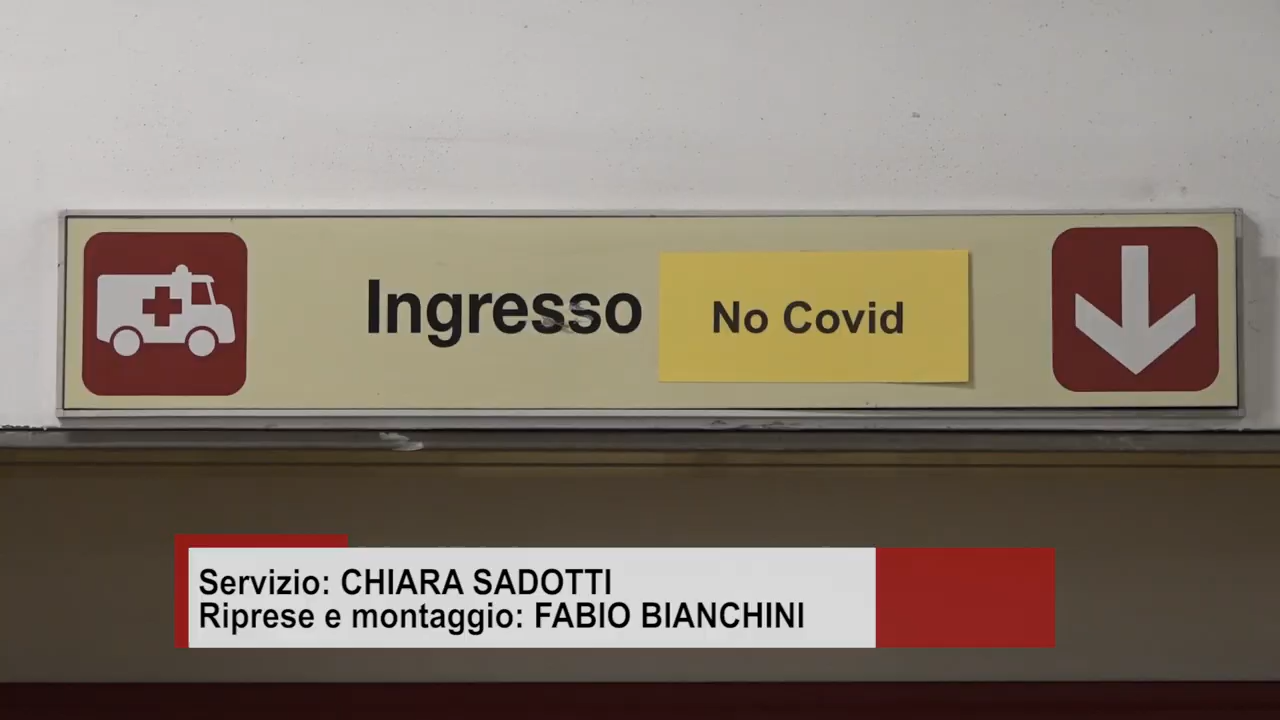 Ingresso No Covid
Servizio: CHIARA SADOTTI
Riprese e montaggio: FABIO BIANCHINI